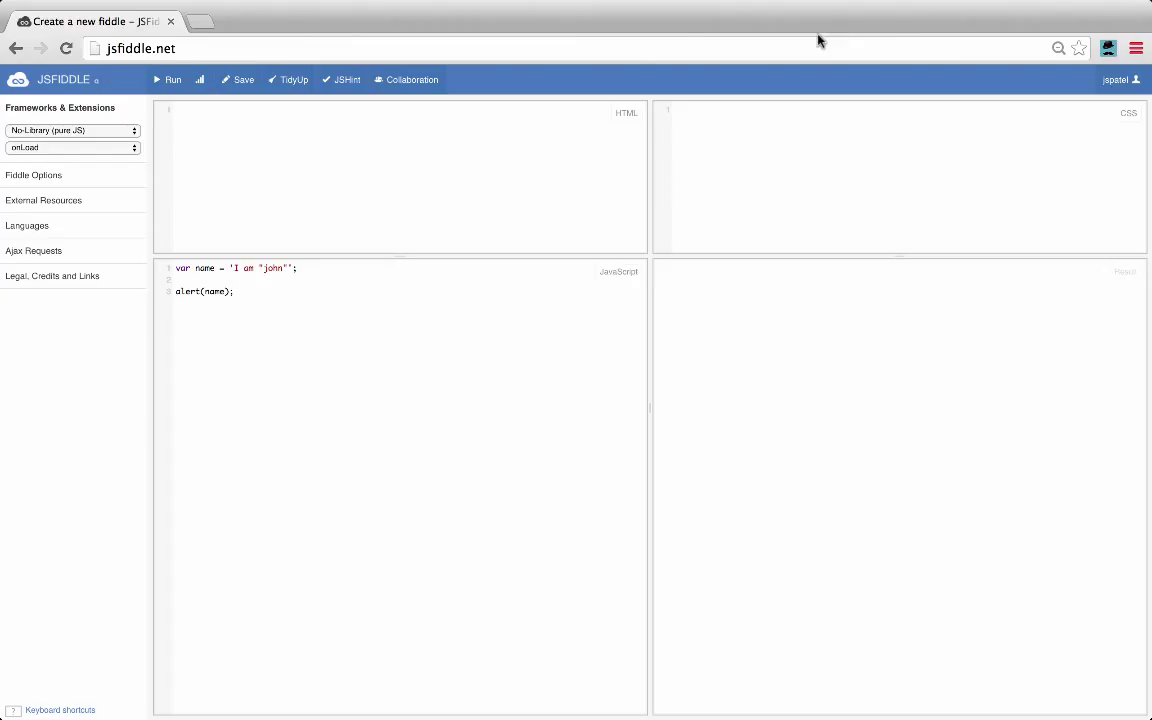 Create a new fiddle – JSFid
jsfiddle.net
JSFIDDLE α
Run
Save
TidyUp
JSHint
Collaboration
jspatel
Frameworks & Extensions
No-Library (pure JS)
onLoad
Fiddle Options
External Resources
Languages
Ajax Requests
Legal, Credits and Links
1
HTML
1
CSS
1 var name = 'I am "john"';
2
3 alert(name);
JavaScript
Result
? Keyboard shortcuts